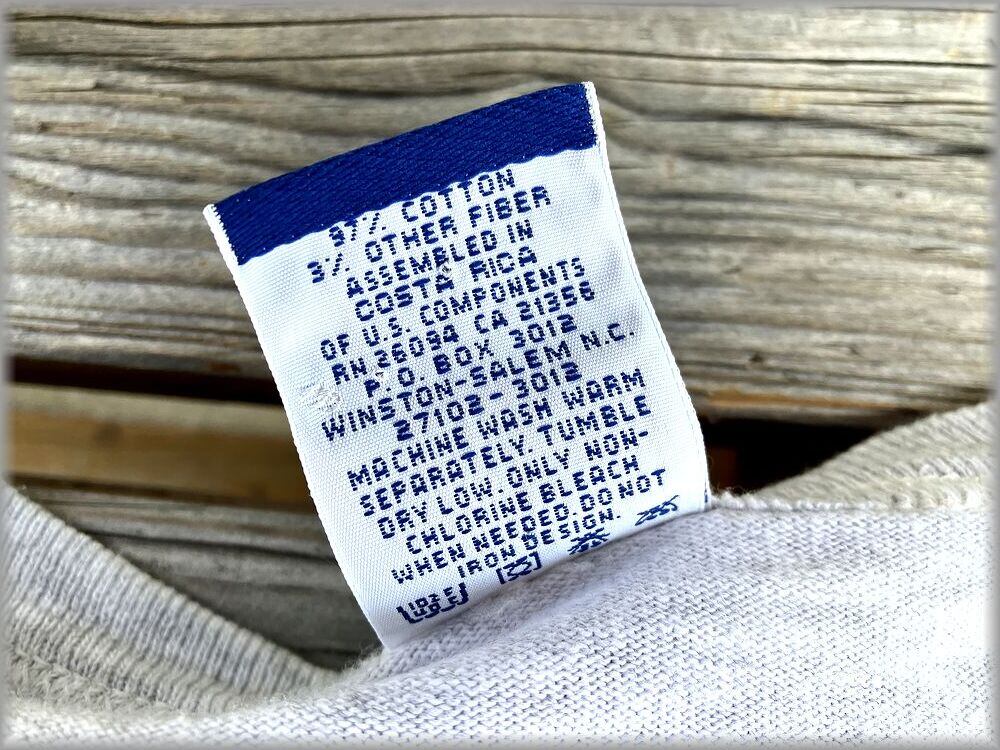 97% COTTON
3% OTHER FIBER
ASSEMBLED IN
COSTA RICA
OF U.S. COMPONENTS
RN 26094 CA 21356
P.O. BOX 3012
WINSTON-SALEM N.C.
27102-3012
MACHINE WASH WARM
SEPARATELY. TUMBLE
DRY LOW. ONLY NON-
CHLORINE BLEACH
WHEN NEEDED. DO NOT
IRON DESIGN.